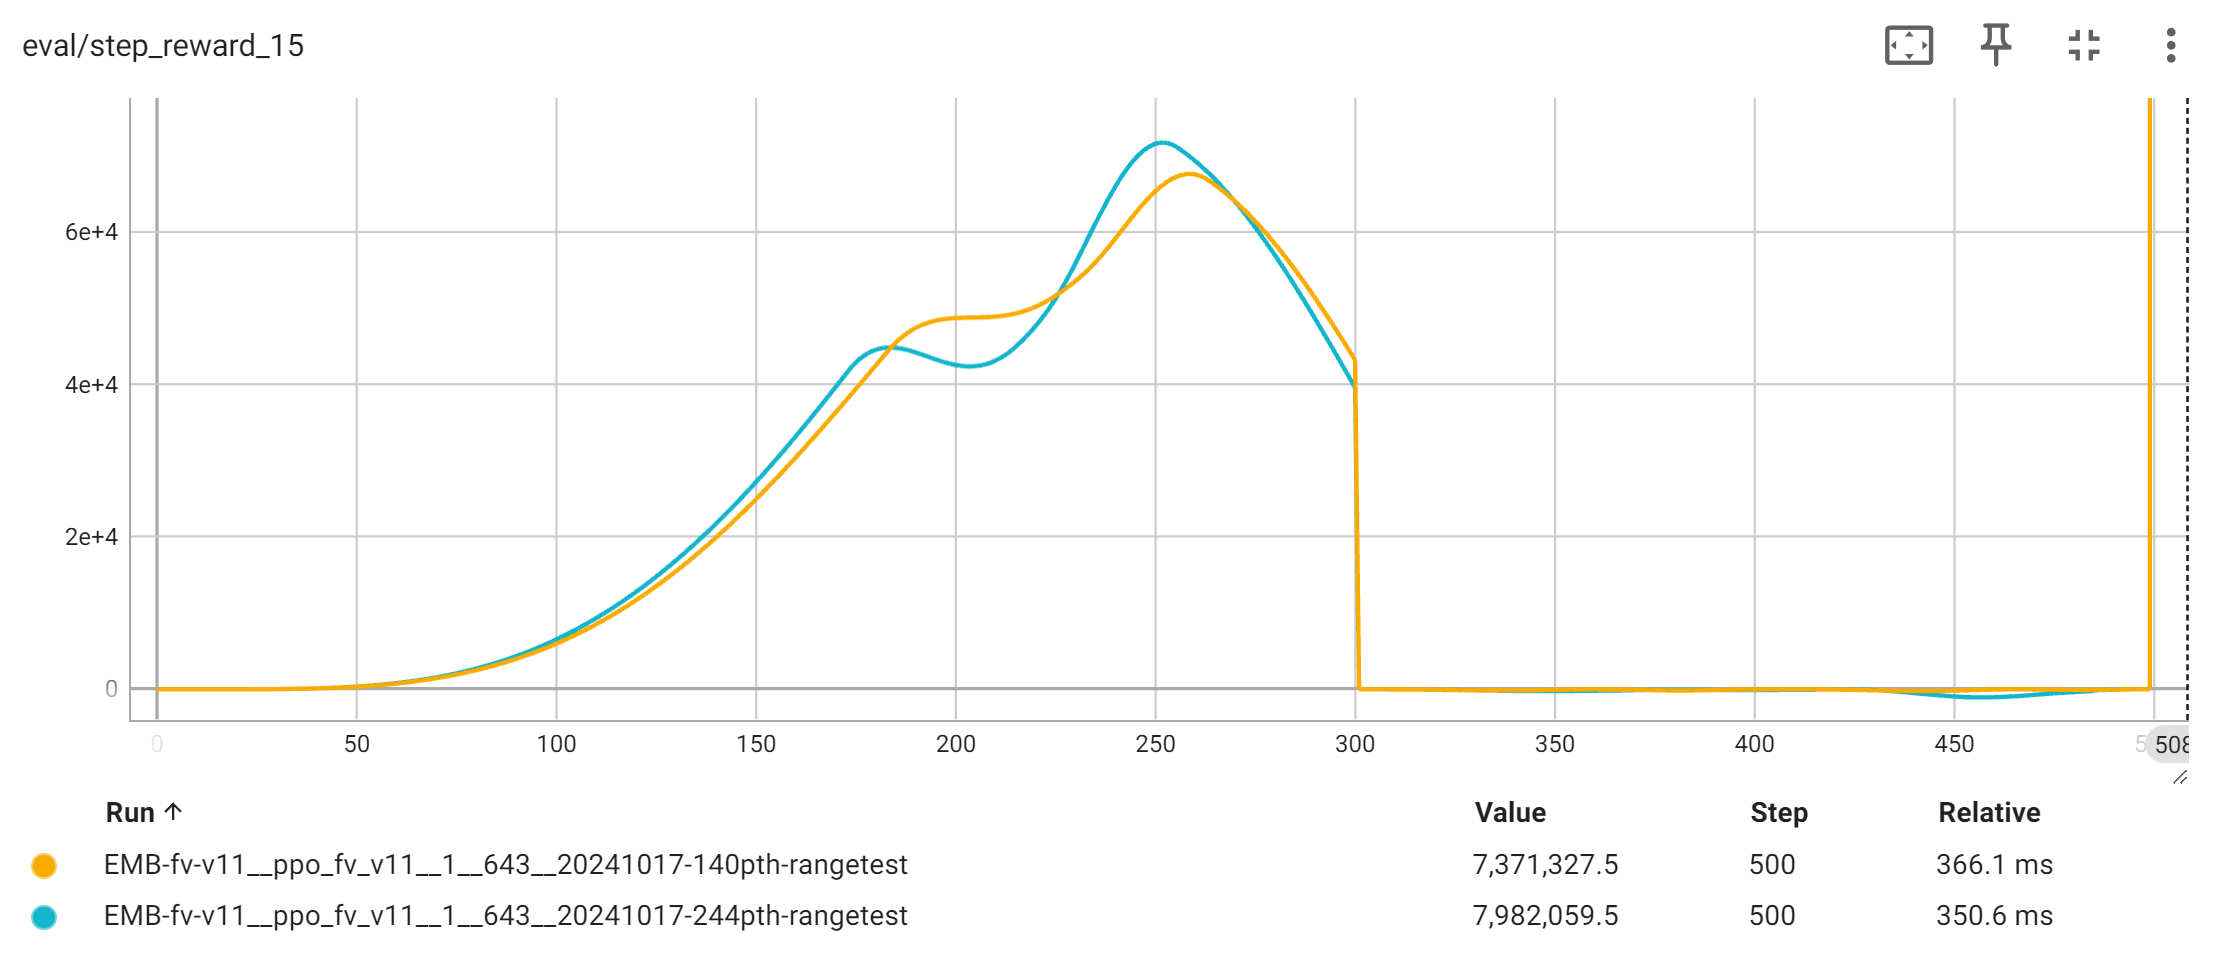 eval/step_reward_15
6e+4
4e+4
2e+4
0
0 50 100 150 200 250 300 350 400 450 508
Run Value Step Relative
EMB-fv-v11__ppo_fv_v11__1__643__20241017-140pth-rangetest 7,371,327.5 500 366.1 ms
EMB-fv-v11__ppo_fv_v11__1__643__20241017-244pth-rangetest 7,982,059.5 500 350.6 ms